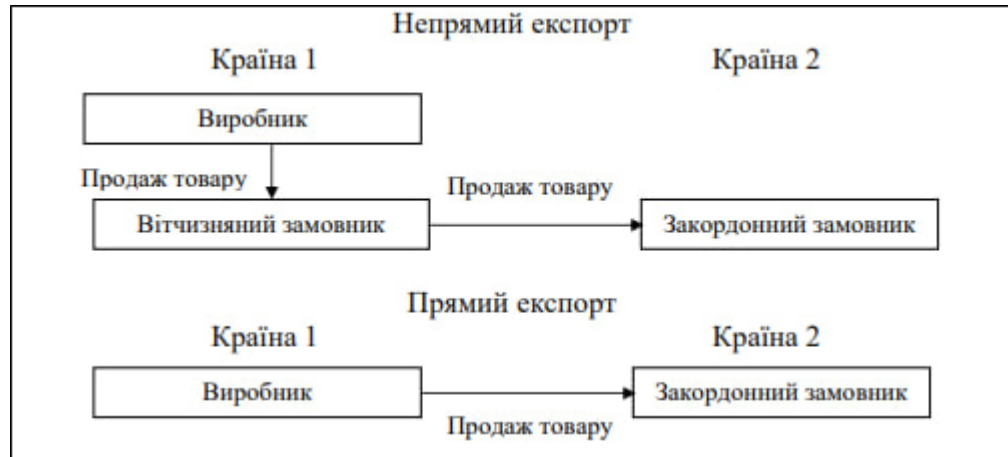 Непрямий експорт
Країна 1 Країна 2
Виробник
Продаж товару
Продаж товару
Вітчизняний замовник
Закордонний замовник
Прямий експорт
Країна 1 Країна 2
Виробник
Закордонний замовник
Продаж товару